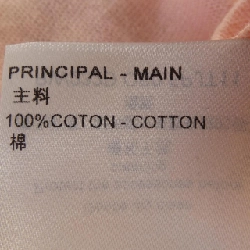 PRINCIPAL - MAIN
主料
100%COTON - COTTON
棉